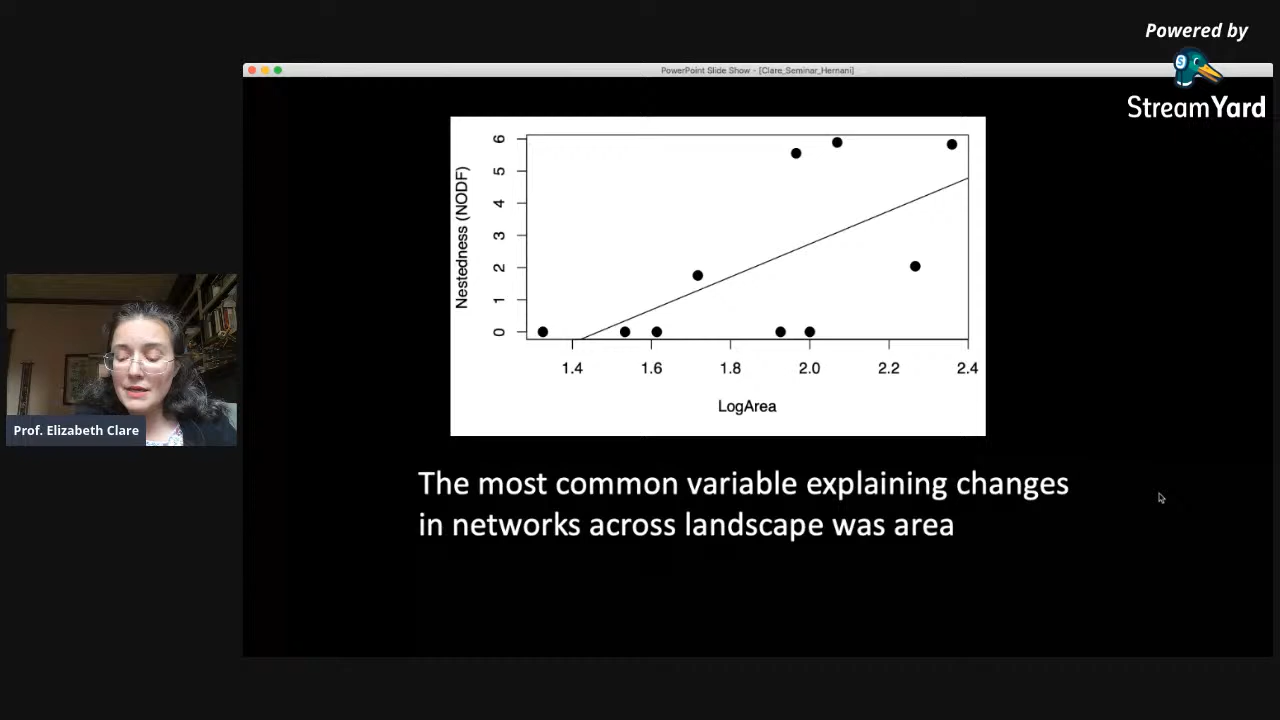 Powered by
PowerPoint Slide Show - [Clare_Seminar_Hernani]
StreamYard
Nestedness (NODF)
6
5
4
3
2
1
0
1.4 1.6 1.8 2.0 2.2 2.4
LogArea
Prof. Elizabeth Clare
The most common variable explaining changes
in networks across landscape was area